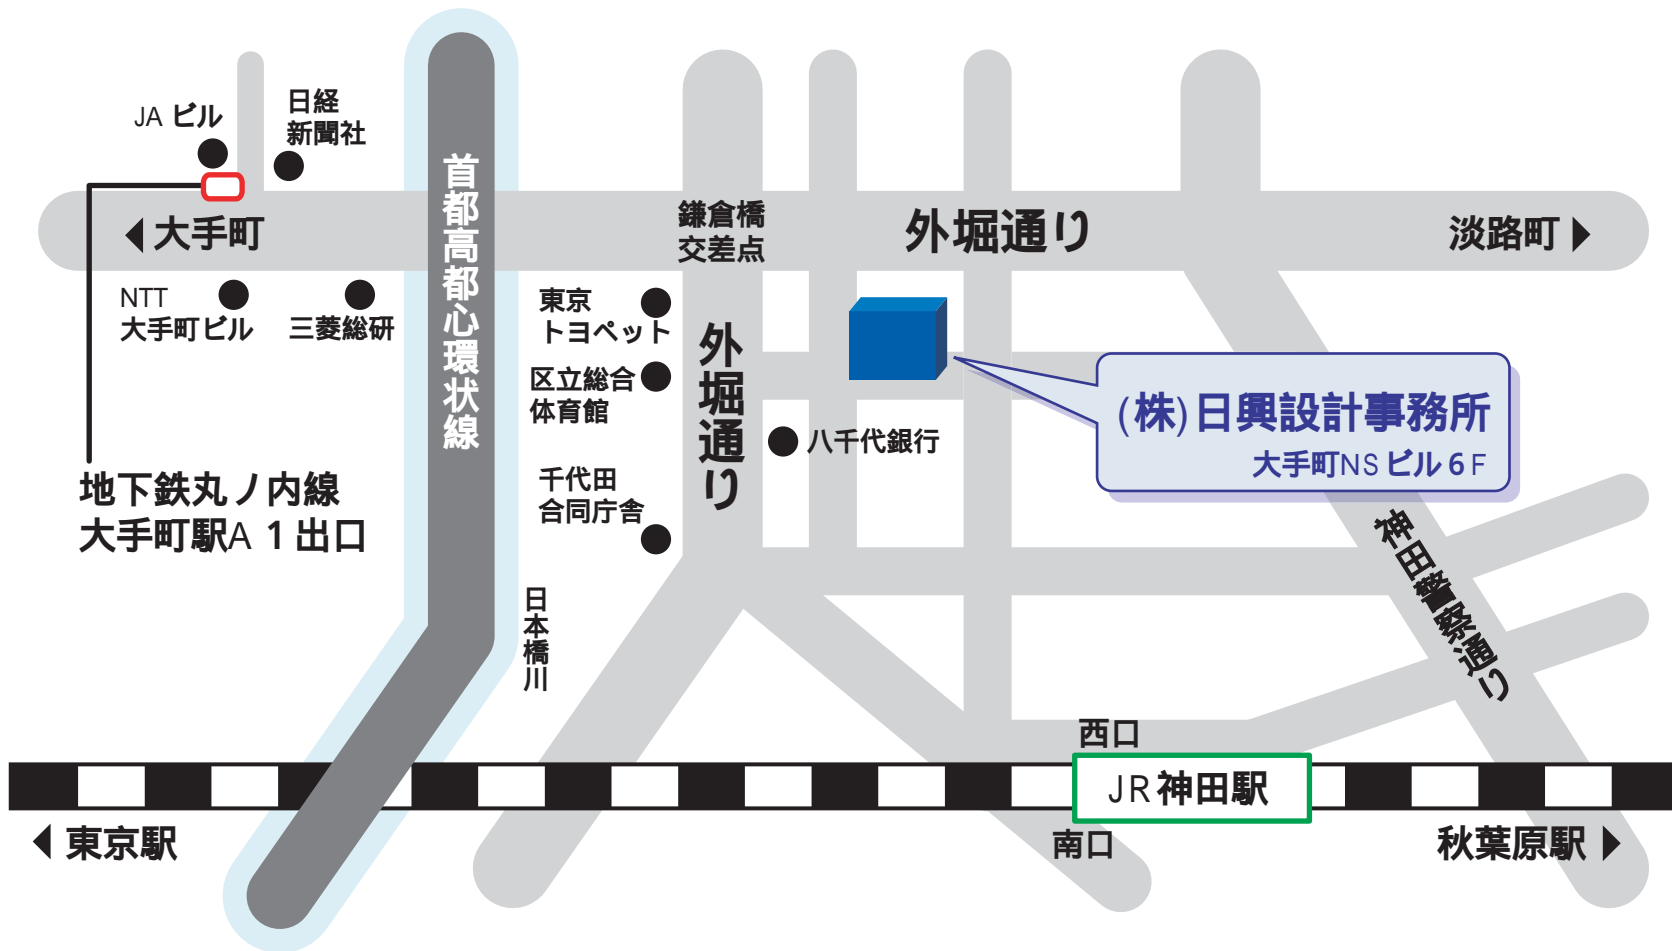 JA ビル
日経
新聞社
首都高都心環状線
大手町
鎌倉橋
交差点
外堀通り
淡路町
NTT
大手町ビル
三菱総研
東京
トヨペット
外堀通り
区立総合
体育館
(株)日興設計事務所
大手町NSビル6F
八千代銀行
地下鉄丸ノ内線
大手町駅A 1出口
千代田
合同庁舎
神田警察通り
日本橋川
西口
JR神田駅
南口
東京駅
秋葉原駅